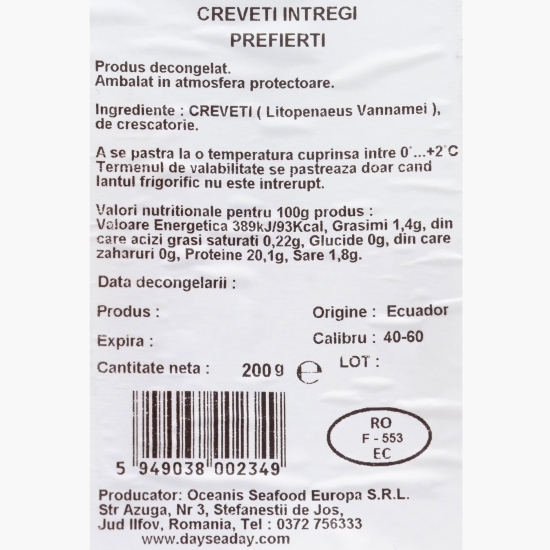 CREVETI INTREGI
PREFIERTI
Produs decongelat.
Ambalat in atmosfera protectoare.
Ingrediente : CREVETI ( Litopenaeus Vannamei ),
de crescatorie.
A se pastra la o temperatura cuprinsa intre 0°...+2°C
Termenul de valabilitate se pastreaza doar cand
lantul frigorific nu este intrerupt.
Valori nutritionale pentru 100g produs :
Valoare Energetica 389kJ/93Kcal, Grasimi 1,4g, din
care acizi grasi saturati 0,22g, Glucide 0g, din care
zaharuri 0g, Proteine 20,1g, Sare 1,8g.
Data decongelarii :
Produs : Origine : Ecuador
Expira : Calibru : 40-60
Cantitate neta : 200 g ℮ LOT :
5 949038 002349
RO
F - 553
EC
Producator: Oceanis Seafood Europa S.R.L.
Str Azuga, Nr 3, Stefanestii de Jos,
Jud Ilfov, Romania, Tel : 0372 756333
www.dayseaday.com